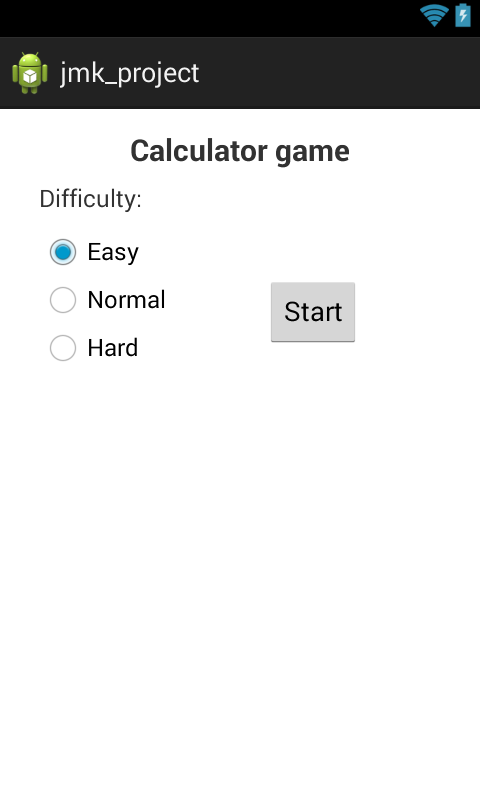 jmk_project
Calculator game
Difficulty:
Easy
Normal
Hard
Start